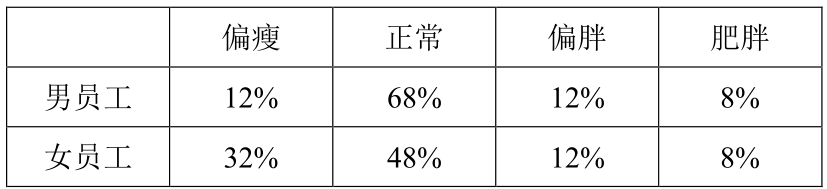 偏瘦 正常 偏胖 肥胖
男员工 12% 68% 12% 8%
女员工 32% 48% 12% 8%